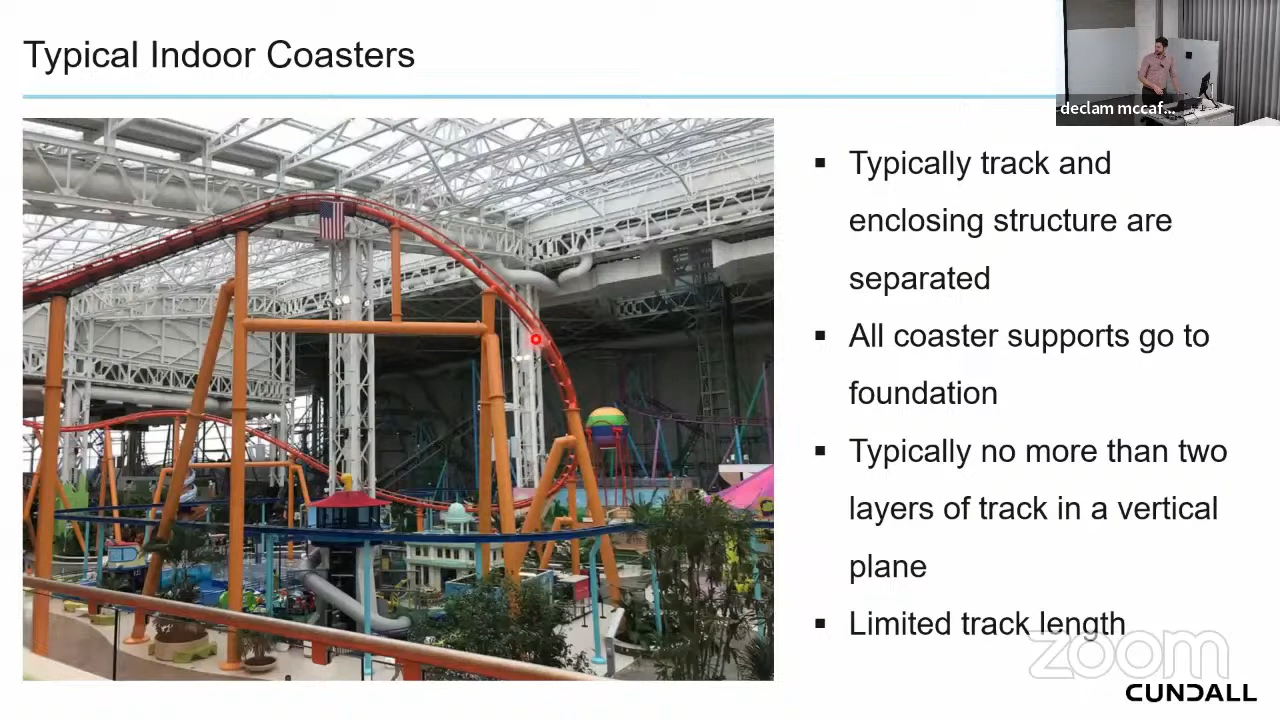 Typical Indoor Coasters
declam mccaf...
▪ Typically track and
enclosing structure are
separated
▪ All coaster supports go to
foundation
▪ Typically no more than two
layers of track in a vertical
plane
▪ Limited track length
zoom
CUNDALL